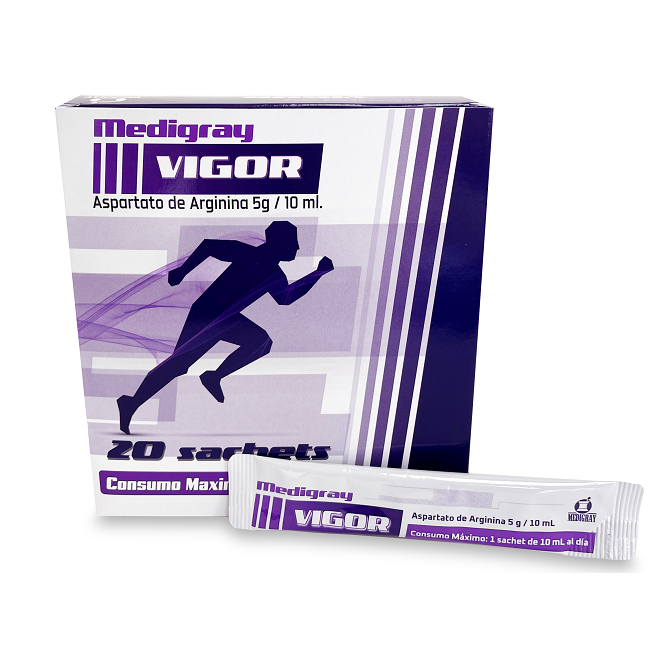 Medigray
VIGOR
Aspartato de Arginina 5g / 10 ml.
20 sachets
Consumo
Medigray
VIGOR
Aspartato de Arginina 5 g / 10 mL
Consumo Máximo: 1 sachet de 10 mL al día
MEDIGRAY